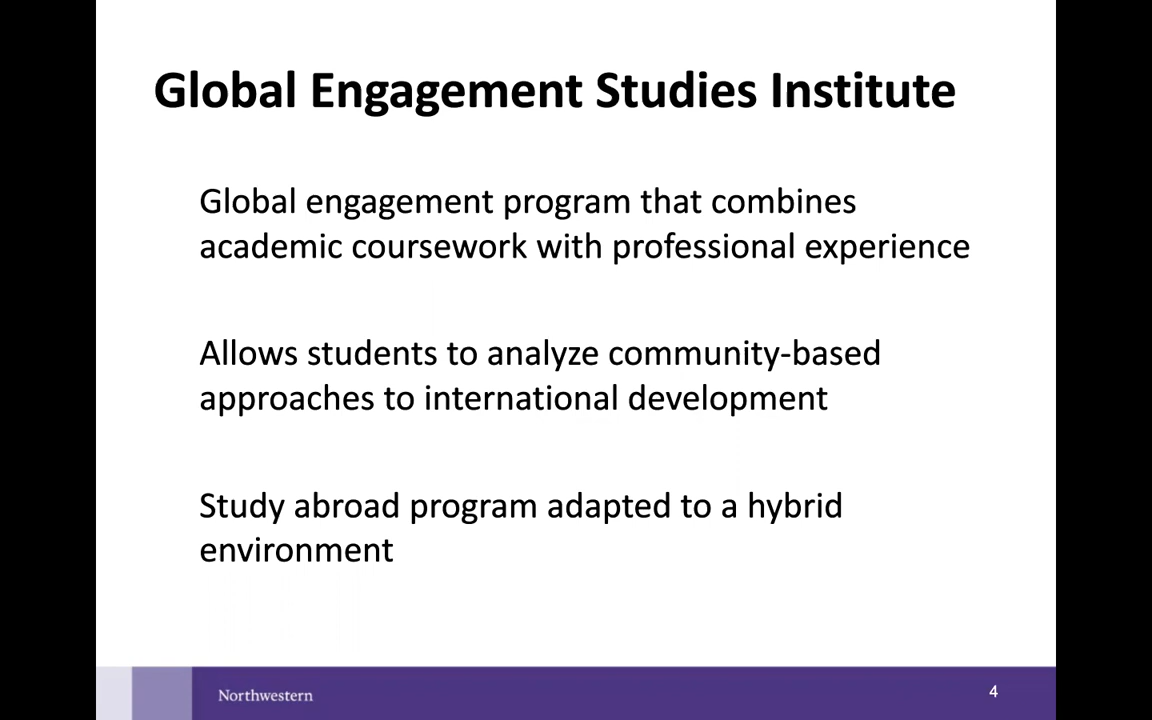 Global Engagement Studies Institute
Global engagement program that combines
academic coursework with professional experience
Allows students to analyze community-based
approaches to international development
Study abroad program adapted to a hybrid
environment
Northwestern
4